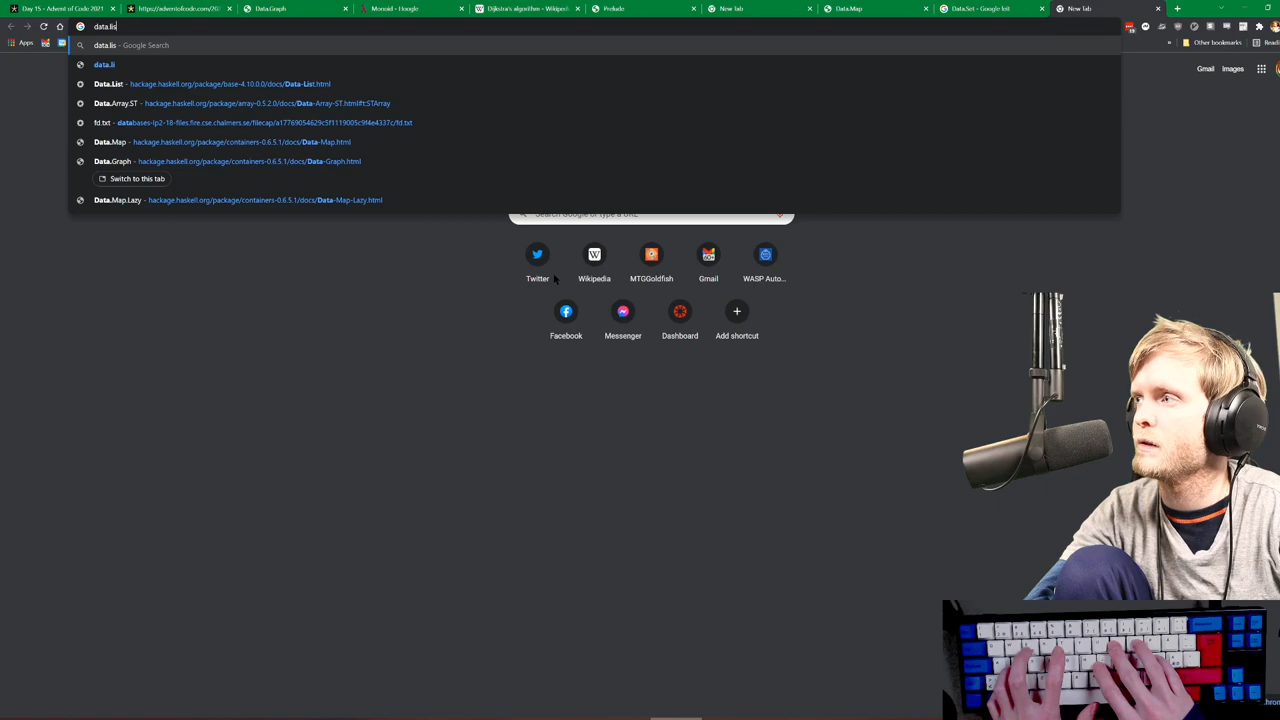 Day 15 - Advent of Code 2021
https://adventofcode.com/20
Data.Graph
Monoid - Hoogle
Dijkstra's algorithm - Wikipedi
Prelude
New Tab
Data.Map
Data.Set - Google leit
New Tab
data.lis
data.lis - Google Search
Apps
Other bookmarks
Readi
data.li
Data.List - hackage.haskell.org/package/base-4.10.0.0/docs/Data-List.html
Data.Array.ST - hackage.haskell.org/package/array-0.5.2.0/docs/Data-Array-ST.html#t:STArray
fd.txt - databases-lp2-18-files.fire.cse.chalmers.se/filecap/a17769054629c5f1119005c9f4e4337c/fd.txt
Data.Map - hackage.haskell.org/package/containers-0.6.5.1/docs/Data-Map.html
Data.Graph - hackage.haskell.org/package/containers-0.6.5.1/docs/Data-Graph.html
Switch to this tab
Data.Map.Lazy - hackage.haskell.org/package/containers-0.6.5.1/docs/Data-Map-Lazy.html
Gmail Images
Search Google or type a URL
Twitter
Wikipedia
MTGGoldfish
Gmail
WASP Auto...
Facebook
Messenger
Dashboard
Add shortcut